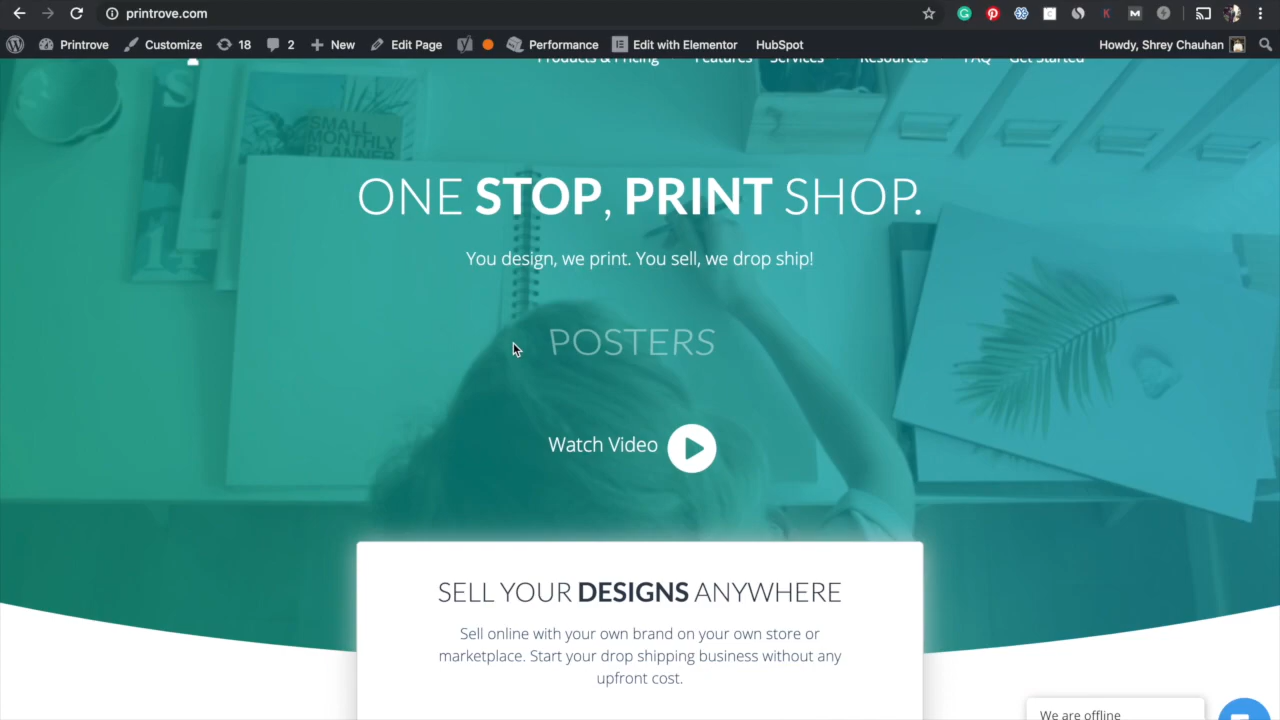 printrove.com
Printrove Customize 18 2 New Edit Page Performance Edit with Elementor HubSpot Howdy, Shrey Chauhan
Products & Pricing Features Services Resources FAQ Get Started
SMALL
MONTHLY
PLANNER
ONE STOP, PRINT SHOP.
You design, we print. You sell, we drop ship!
POSTERS
Watch Video
SELL YOUR DESIGNS ANYWHERE
Sell online with your own brand on your own store or
marketplace. Start your drop shipping business without any
upfront cost.
We are offline